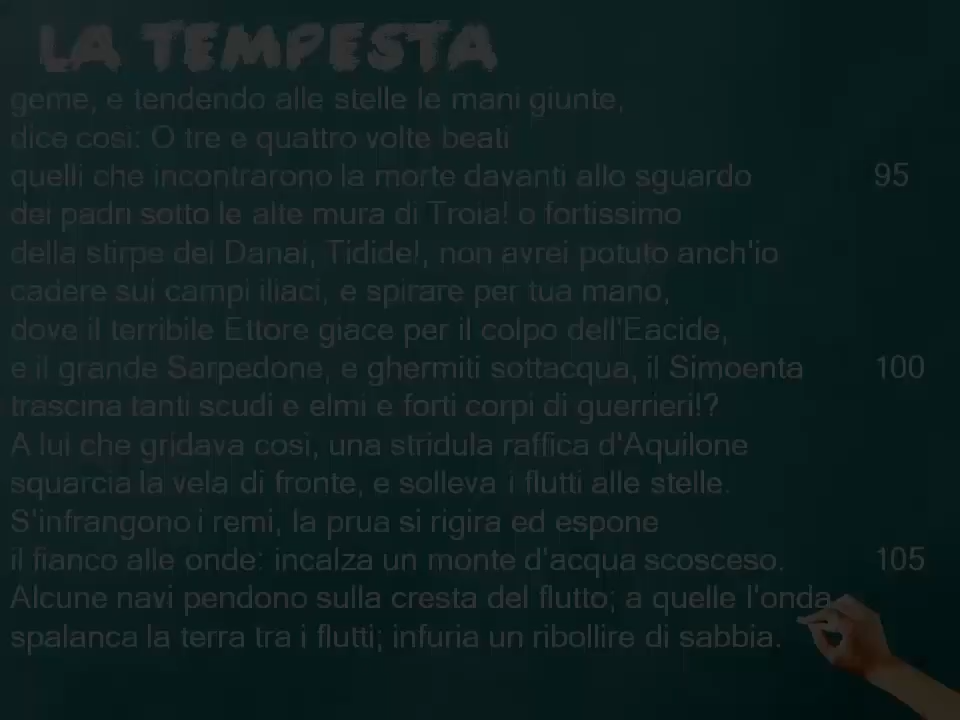 LA TEMPESTA
geme, e tendendo alle stelle le mani giunte,
dice così: O tre e quattro volte beati
quelli che incontrarono la morte davanti allo sguardo 95
dei padri sotto le alte mura di Troia! o fortissimo
della stirpe dei Danai, Tidide!, non avrei potuto anch'io
cadere sui campi iliaci, e spirare per tua mano,
dove il terribile Ettore giace per il colpo dell'Eacide,
e il grande Sarpedone, e ghermiti sottacqua, il Simoenta 100
trascina tanti scudi e elmi e forti corpi di guerrieri!?
A lui che gridava così, una stridula raffica d'Aquilone
squarcia la vela di fronte, e solleva i flutti alle stelle.
S'infrangono i remi, la prua si rigira ed espone
il fianco alle onde: incalza un monte d'acqua scosceso. 105
Alcune navi pendono sulla cresta del flutto; a quelle l'onda
spalanca la terra tra i flutti; infuria un ribollire di sabbia.